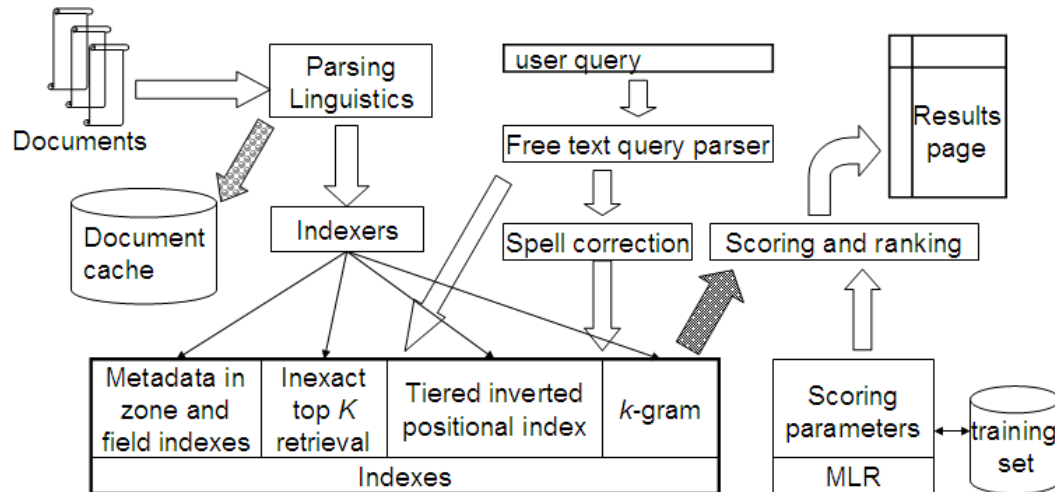 Documents
Parsing
Linguistics
user query
Free text query parser
Results
page
Document
cache
Indexers
Spell correction
Scoring and ranking
Metadata in
zone and
field indexes
Inexact
top K
retrieval
Tiered inverted
positional index
k-gram
Indexes
Scoring
parameters
MLR
training
set